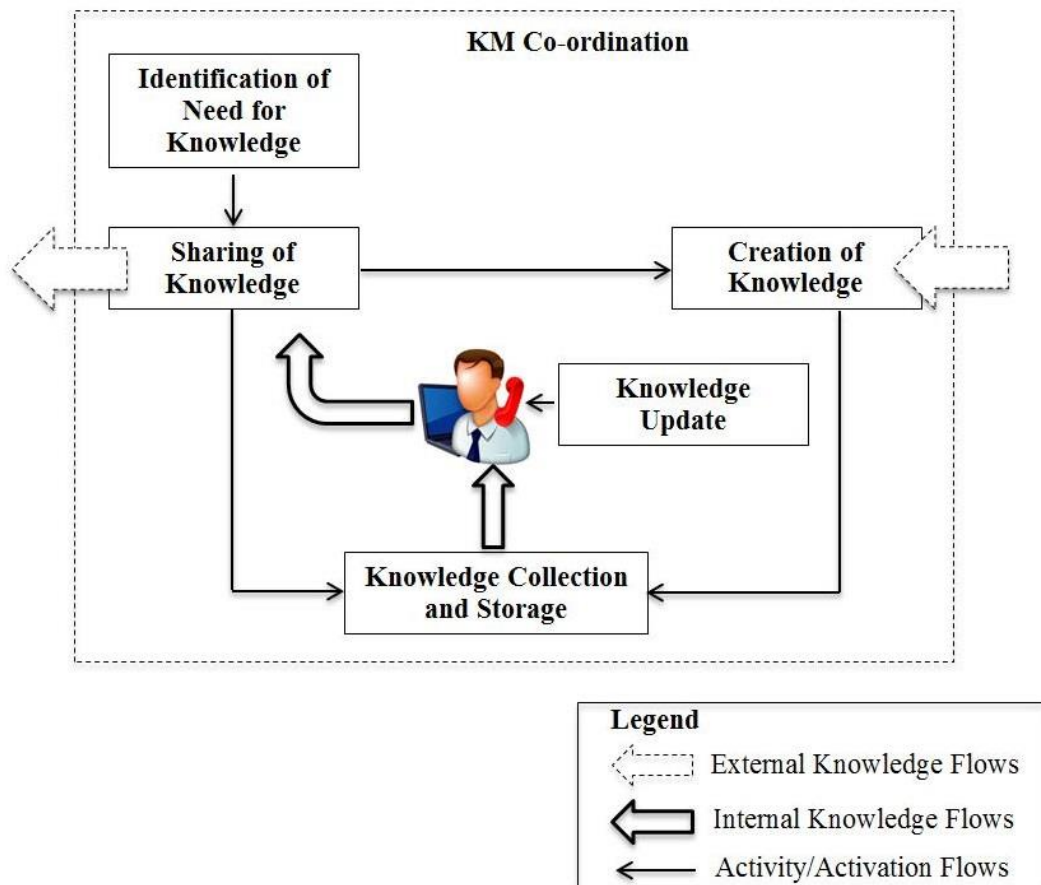 KM Co-ordination
Identification of
Need for
Knowledge
Sharing of
Knowledge
Creation of
Knowledge
Knowledge
Update
Knowledge Collection
and Storage
Legend
External Knowledge Flows
Internal Knowledge Flows
Activity/Activation Flows